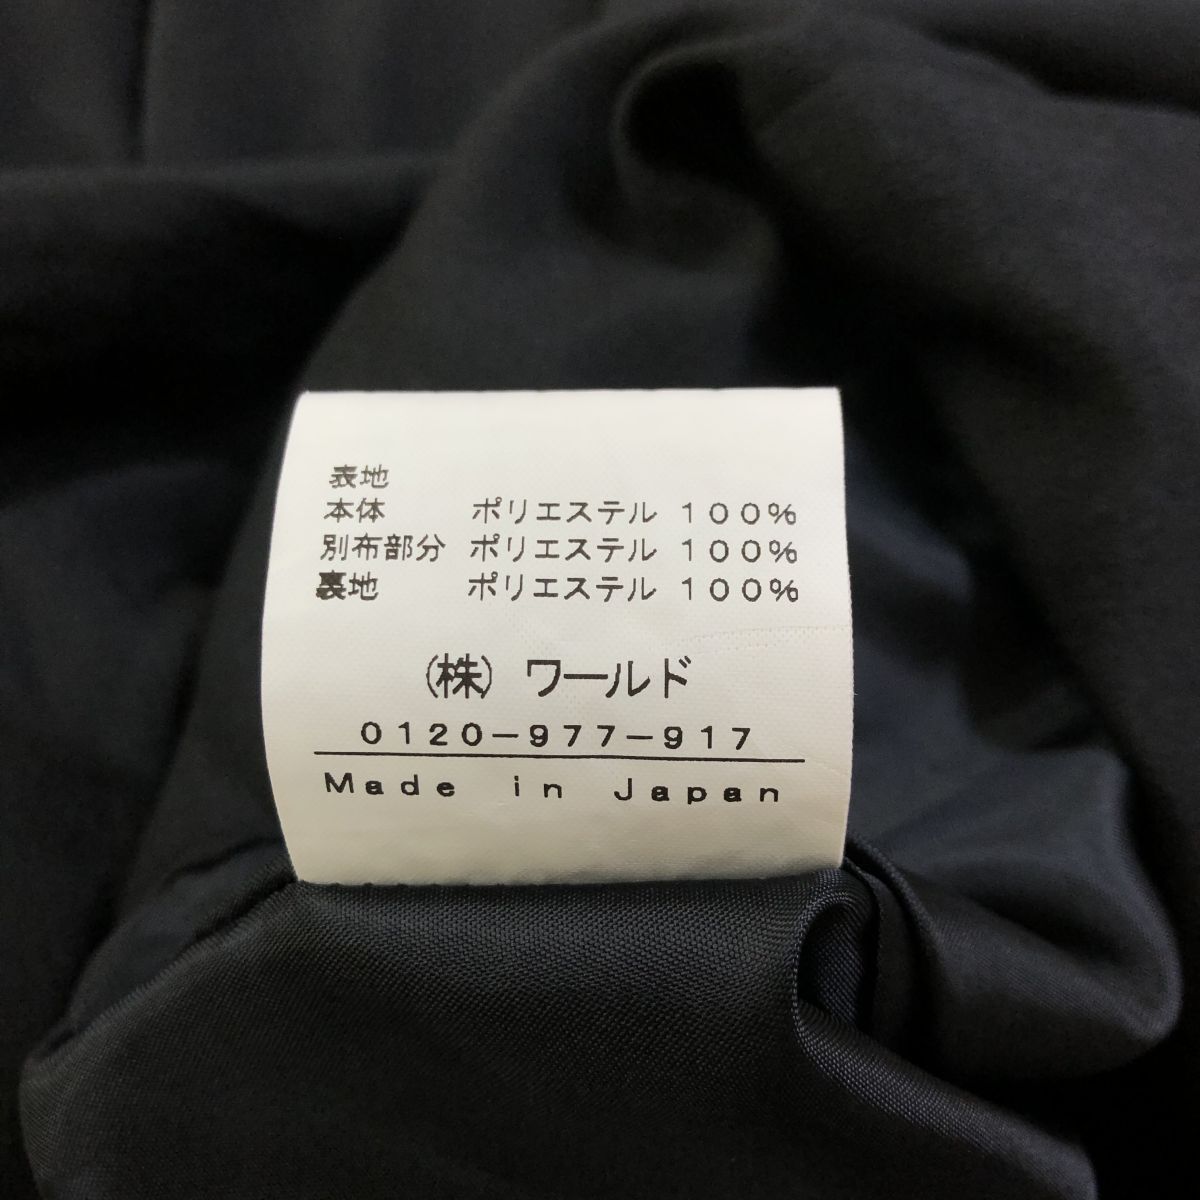 表地
本体 ポリエステル 100%
別布部分 ポリエステル 100%
裏地 ポリエステル 100%
(株) ワールド
0120-977-917
Made in Japan